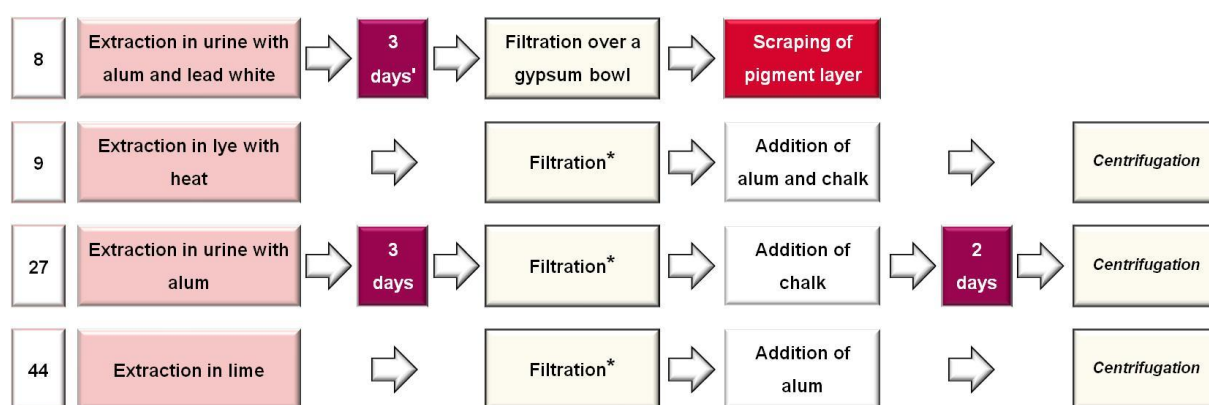 8
Extraction in urine with
alum and lead white
3
days'
Filtration over a
gypsum bowl
Scraping of
pigment layer
9
Extraction in lye with
heat
Filtration*
Addition of
alum and chalk
Centrifugation
27
Extraction in urine with
alum
3
days
Filtration*
Addition of
chalk
2
days
Centrifugation
44
Extraction in lime
Filtration*
Addition of
alum
Centrifugation